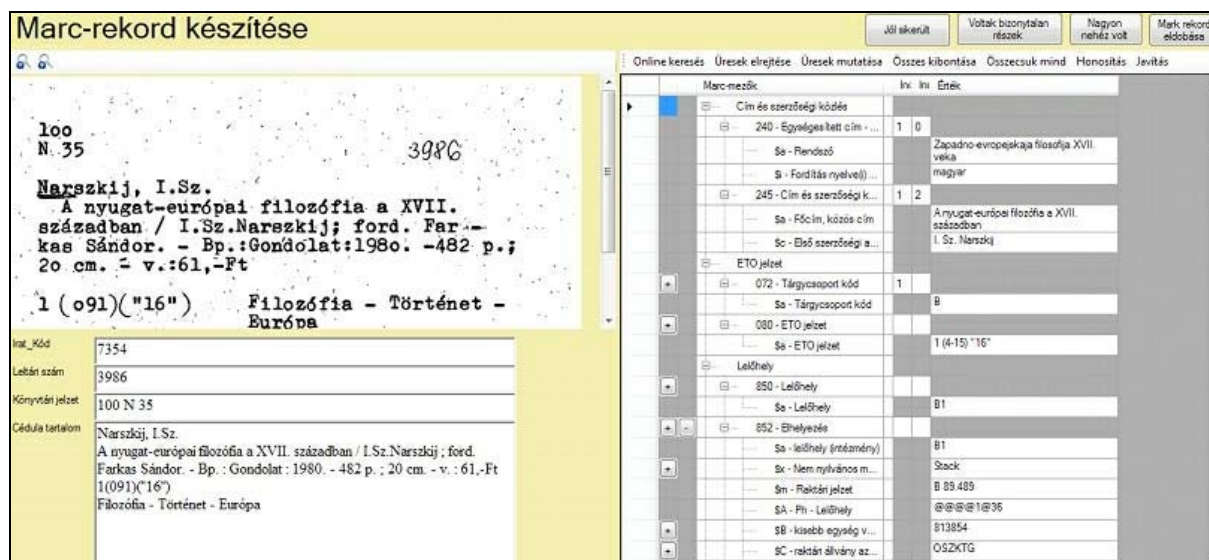 Marc-rekord készítése
Jól sikerült
Voltak bizonytalan részek
Nagyon nehéz volt
Mark rekord eldobása
Online keresés Üresek elrejtése Üresek mutatása Összes kibontása Összecsuk mind Honosítás Javítás
100
N.35
3986
Narszkij, I.Sz.
A nyugat-európai filozófia a XVII.
században / I.Sz.Narszkij; ford. Far-
kas Sándor. - Bp.:Gondolat:1980. -482 p.;
20 cm. - v.:61,-Ft
1(091)("16") Filozófia - Történet -
Európa
Irat_Kód 7354
Leltári szám 3986
Könyvtári jelzet 100 N 35
Cédula tartalom Narszkij, I.Sz.
A nyugat-európai filozófia a XVII. században / I.Sz.Narszkij ; ford.
Farkas Sándor. - Bp. : Gondolat : 1980. - 482 p. ; 20 cm. - v. : 61,-Ft
1(091)("16")
Filozófia - Történet - Európa
Marc-mezők Ind Ind Érték
Cím és szerzőségi közlés
240 - Egységesített cím - ... 1 0
$a - Rendszó Zapadno-evropejskaja filosofija XVII.
veka
$i - Fordítás nyelve(i)... magyar
245 - Cím és szerzőségi k... 1 2
$a - Főcím, közös cím A nyugat-európai filozófia a XVII.
században
$c - Első szerzőségi a... I. Sz. Narszkij
ETO jelzet
072 - Tárgycsoport kód 1
$a - Tárgycsoport kód B
080 - ETO jelzet
$a - ETO jelzet 1 (4-15) "16"
Lelőhely
850 - Lelőhely
$a - Lelőhely B1
852 - Elhelyezés
$a - lelőhely (intézmény) B1
$x - Nem nyilvános m... Stack
$m - Raktári jelzet B 89.489
$A - Ph - Lelőhely @@@@1@36
$B - kisebb egység v... 813854
$C - raktári állvány az... OSZKTG